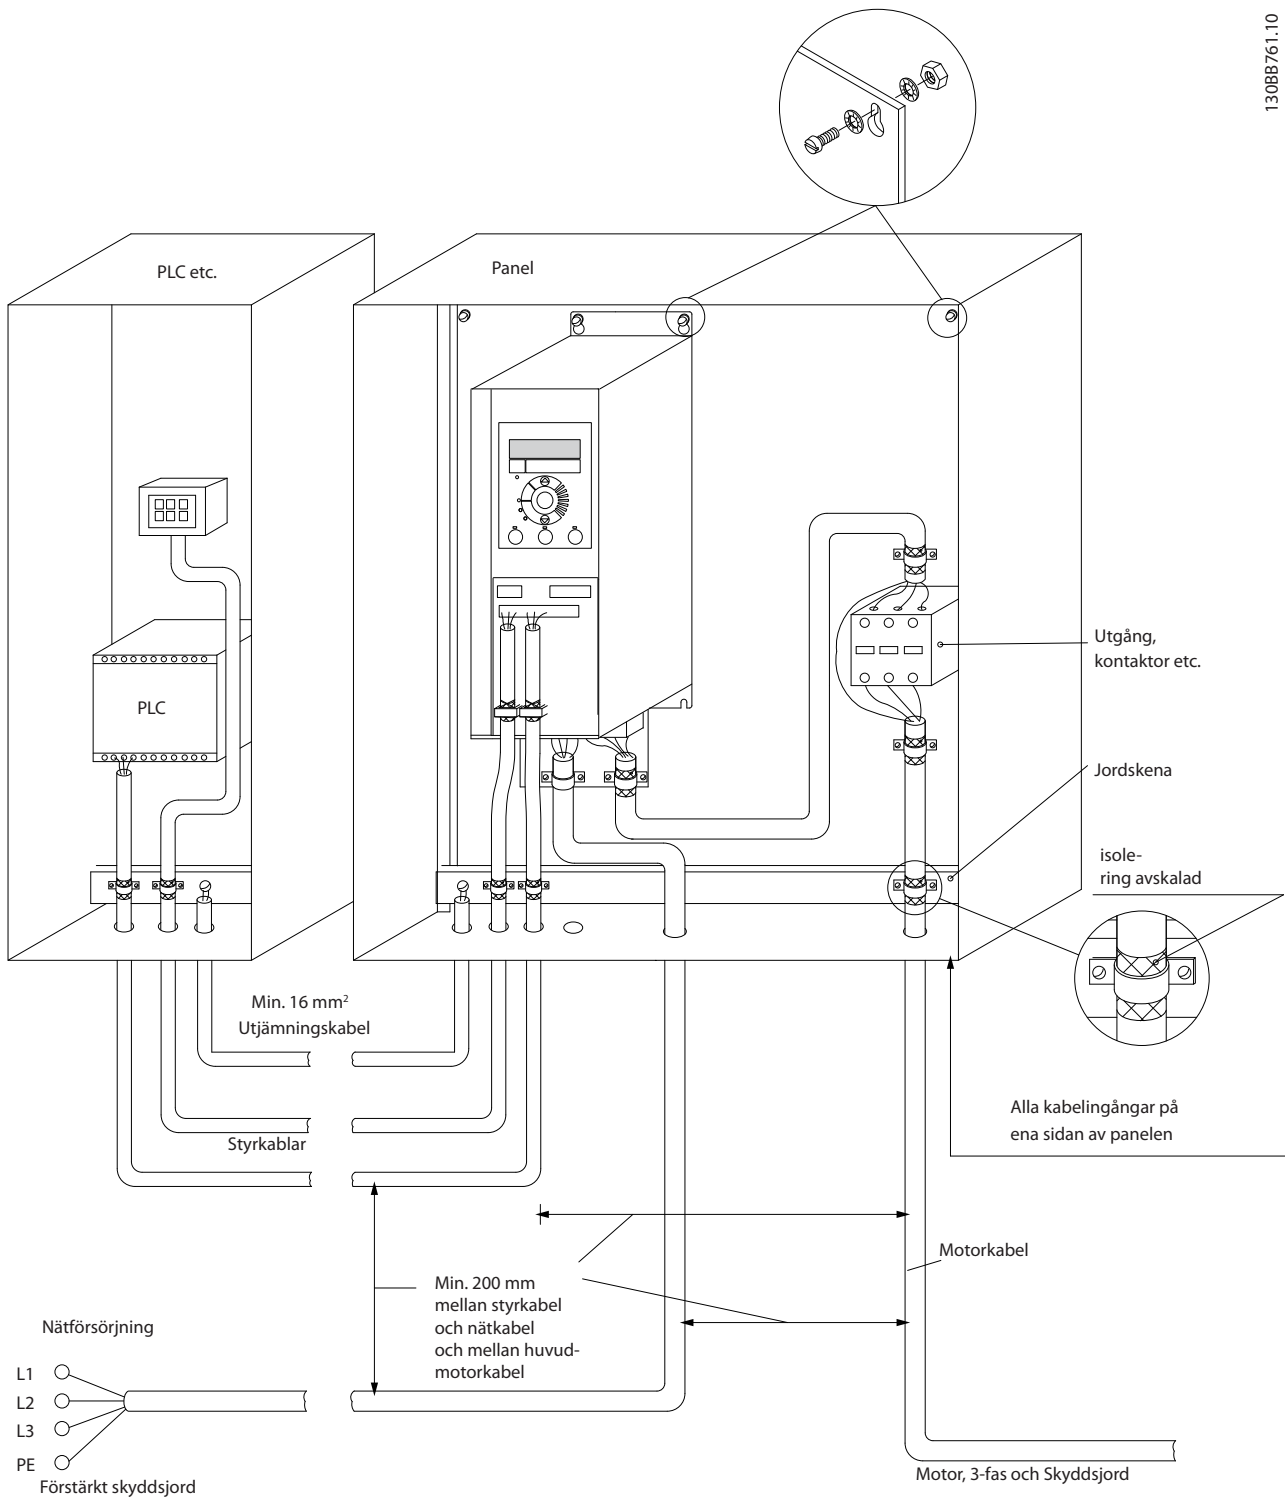 130BB761.10
PLC etc.
Panel
PLC
Utgång,
kontaktor etc.
Jordskena
isole-
ring avskalad
Min. 16 mm²
Utjämningskabel
Styrkablar
Alla kabelingångar på
ena sidan av panelen
Motorkabel
Min. 200 mm
mellan styrkabel
och nätkabel
och mellan huvud-
motorkabel
Nätförsörjning
L1
L2
L3
PE
Förstärkt skyddsjord
Motor, 3-fas och Skyddsjord